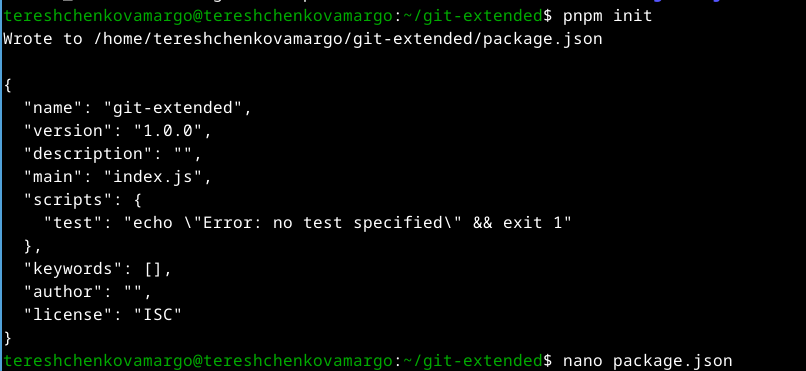 tereshchenkovamargo@tereshchenkovamargo:~/git-extended$ pnpm init
Wrote to /home/tereshchenkovamargo/git-extended/package.json
{
  "name": "git-extended",
  "version": "1.0.0",
  "description": "",
  "main": "index.js",
  "scripts": {
    "test": "echo \"Error: no test specified\" && exit 1"
  },
  "keywords": [],
  "author": "",
  "license": "ISC"
}
tereshchenkovamargo@tereshchenkovamargo:~/git-extended$ nano package.json